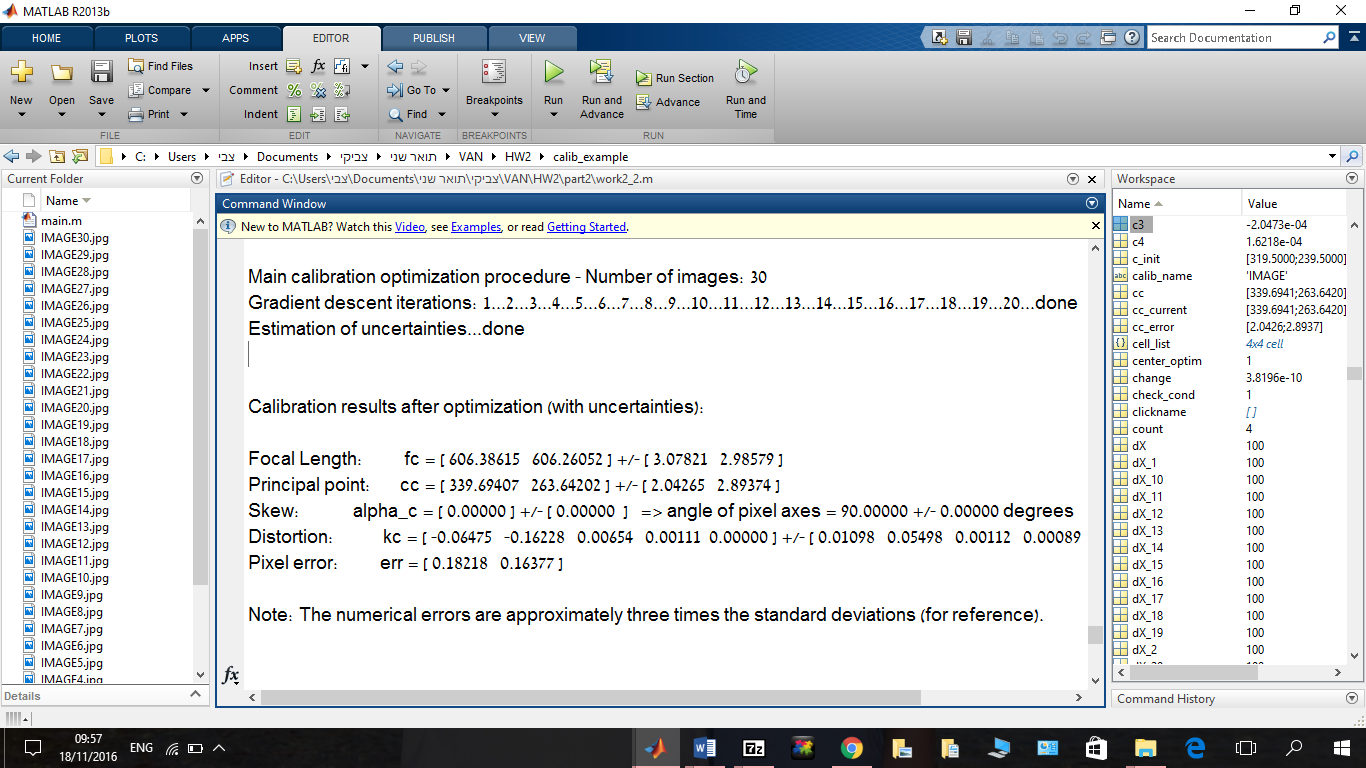 MATLAB R2013b
HOME PLOTS APPS EDITOR PUBLISH VIEW
Search Documentation
New Open Save
Find Files
Compare
Print
FILE
Insert
Comment
Indent
EDIT
Go To
Find
NAVIGATE
Breakpoints
BREAKPOINTS
Run
Run and Advance
Run Section
Advance
Run and Time
RUN
C: Users צבי Documents צביקי תואר שני VAN HW2 calib_example
Current Folder
Name
main.m
IMAGE30.jpg
IMAGE29.jpg
IMAGE28.jpg
IMAGE27.jpg
IMAGE26.jpg
IMAGE25.jpg
IMAGE24.jpg
IMAGE23.jpg
IMAGE22.jpg
IMAGE21.jpg
IMAGE20.jpg
IMAGE19.jpg
IMAGE18.jpg
IMAGE17.jpg
IMAGE16.jpg
IMAGE15.jpg
IMAGE14.jpg
IMAGE13.jpg
IMAGE12.jpg
IMAGE11.jpg
IMAGE10.jpg
IMAGE9.jpg
IMAGE8.jpg
IMAGE7.jpg
IMAGE6.jpg
IMAGE5.jpg
IMAGE4.jpg
Details
Editor - C:\Users\צבי\Documents\צביקי\תואר שני\VAN\HW2\part2\work2_2.m
Command Window
New to MATLAB? Watch this Video, see Examples, or read Getting Started.
Main calibration optimization procedure - Number of images: 30
Gradient descent iterations: 1...2...3...4...5...6...7...8...9...10...11...12...13...14...15...16...17...18...19...20...done
Estimation of uncertainties...done
Calibration results after optimization (with uncertainties):
Focal Length: fc = [ 606.38615 606.26052 ] +/- [ 3.07821 2.98579 ]
Principal point: cc = [ 339.69407 263.64202 ] +/- [ 2.04265 2.89374 ]
Skew: alpha_c = [ 0.00000 ] +/- [ 0.00000 ] => angle of pixel axes = 90.00000 +/- 0.00000 degrees
Distortion: kc = [ -0.06475 -0.16228 0.00654 0.00111 0.00000 ] +/- [ 0.01098 0.05498 0.00112 0.00089
Pixel error: err = [ 0.18218 0.16377 ]
Note: The numerical errors are approximately three times the standard deviations (for reference).
fx
Workspace
Name Value
c3 -2.0473e-04
c4 1.6218e-04
c_init [319.5000;239.5000]
calib_name 'IMAGE'
cc [339.6941;263.6420]
cc_current [339.6941;263.6420]
cc_error [2.0426;2.8937]
cell_list 4x4 cell
center_optim 1
change 3.8196e-10
check_cond 1
clickname []
count 4
dX 100
dX_1 100
dX_10 100
dX_11 100
dX_12 100
dX_13 100
dX_14 100
dX_15 100
dX_16 100
dX_17 100
dX_18 100
dX_19 100
dX_2 100
Command History
09:57
18/11/2016
ENG